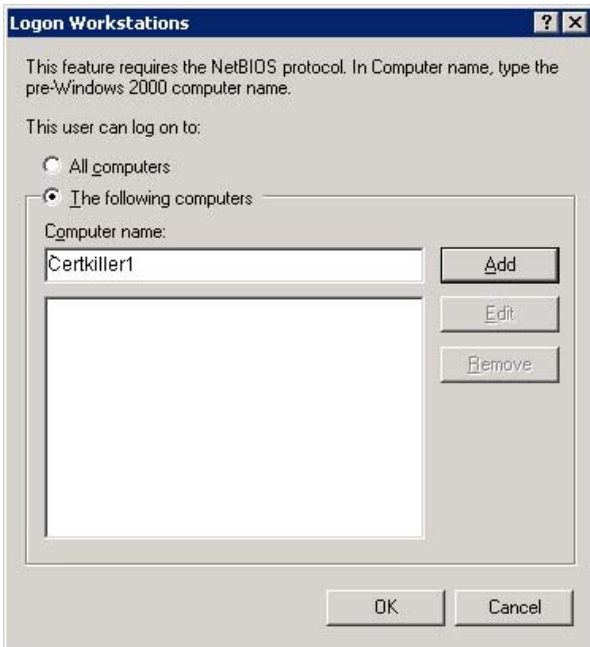 Logon Workstations
This feature requires the NetBIOS protocol. In Computer name, type the
pre-Windows 2000 computer name.
This user can log on to:
All computers
The following computers
Computer name:
Certkiller1
Add
Edit
Remove
OK
Cancel